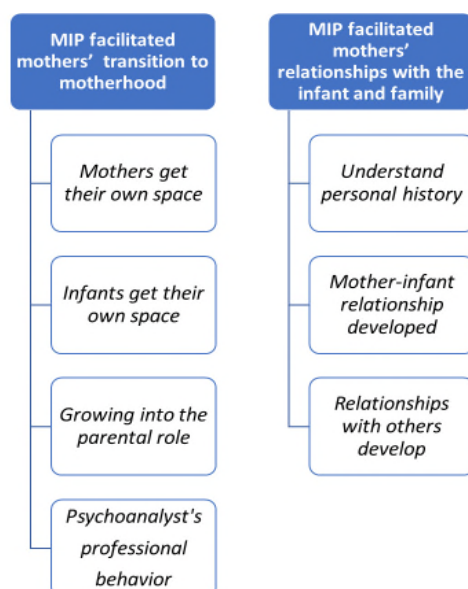 MIP facilitated
mothers’ transition to
motherhood
Mothers get
their own space
Infants get their
own space
Growing into the
parental role
Psychoanalyst's
professional
behavior
MIP facilitated
mothers’
relationships with the
infant and family
Understand
personal history
Mother-infant
relationship
developed
Relationships
with others
develop